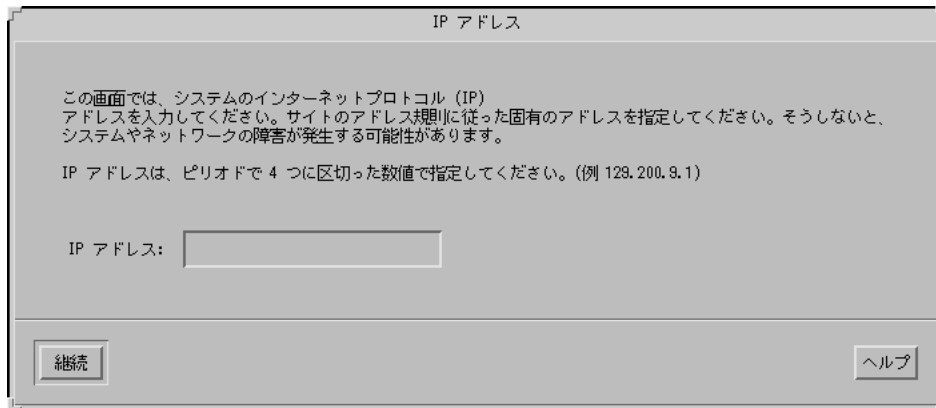 IP アドレス
この画面では、システムのインターネットプロトコル (IP)
アドレスを入力してください。サイトのアドレス規則に従った固有のアドレスを指定してください。そうしないと、
システムやネットワークの障害が発生する可能性があります。
IP アドレスは、ピリオドで 4 つに区切った数値で指定してください。(例 129.200.9.1)
IP アドレス:
継続
ヘルプ